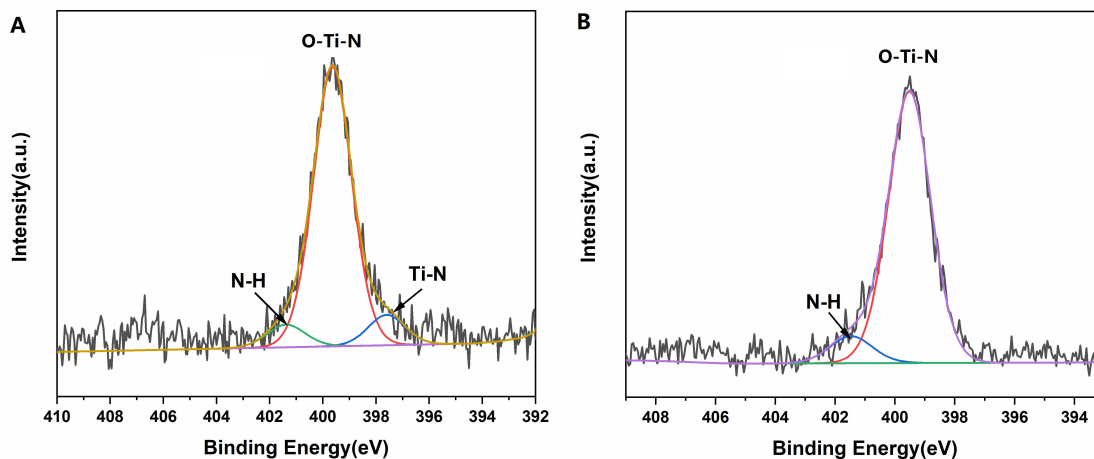 A
O-Ti-N
N-H
Ti-N
Intensity(a.u.)
410 408 406 404 402 400 398 396 394 392
Binding Energy(eV)
B
O-Ti-N
N-H
Intensity(a.u.)
408 406 404 402 400 398 396 394
Binding Energy(eV)